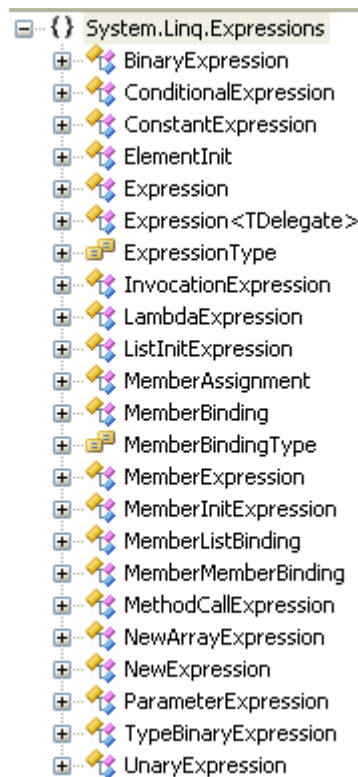 {} System.Linq.Expressions
BinaryExpression
ConditionalExpression
ConstantExpression
ElementInit
Expression
Expression<TDelegate>
ExpressionType
InvocationExpression
LambdaExpression
ListInitExpression
MemberAssignment
MemberBinding
MemberBindingType
MemberExpression
MemberInitExpression
MemberListBinding
MemberMemberBinding
MethodCallExpression
NewArrayExpression
NewExpression
ParameterExpression
TypeBinaryExpression
UnaryExpression